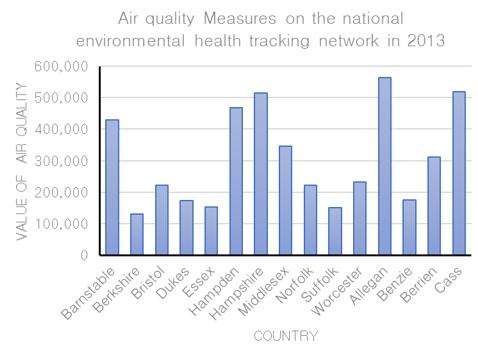 Air quality Measures on the national
environmental health tracking network in 2013
VALUE OF AIR QUALITY
600,000
500,000
400,000
300,000
200,000
100,000
0
Barnstable
Berkshire
Bristol
Dukes
Essex
Hampden
Hampshire
Middlesex
Norfolk
Suffolk
Worcester
Allegan
Benzie
Berrien
Cass
COUNTRY